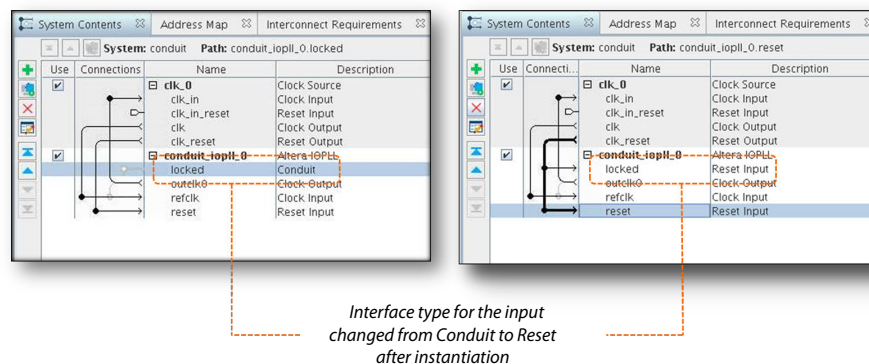 System Contents Address Map Interconnect Requirements
System: conduit Path: conduit_iopll_0.locked
Use Connections Name Description
clk_0 Clock Source
clk_in Clock Input
clk_in_reset Reset Input
clk Clock Output
clk_reset Reset Output
conduit_iopll_0 Altera IOPLL
locked Conduit
outclk0 Clock Output
refclk Clock Input
reset Reset Input
System Contents Address Map Interconnect Requirements
System: conduit Path: conduit_iopll_0.reset
Use Connecti... Name Description
clk_0 Clock Source
clk_in Clock Input
clk_in_reset Reset Input
clk Clock Output
clk_reset Reset Output
conduit_iopll_0 Altera IOPLL
locked Reset Input
outclk0 Clock Output
refclk Clock Input
reset Reset Input
Interface type for the input
changed from Conduit to Reset
after instantiation